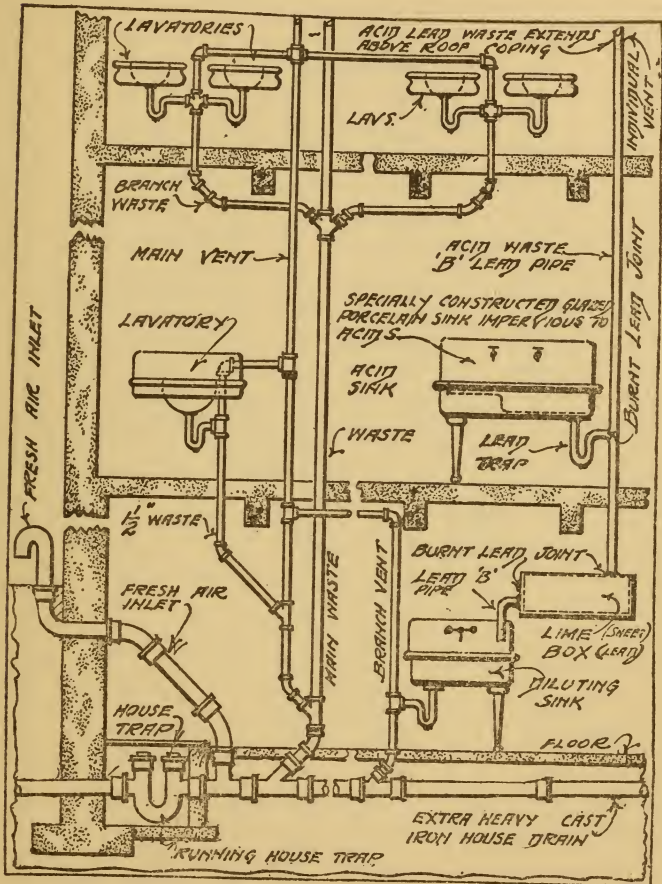 LAVATORIES
ACID LEAD WASTE EXTENDS
ABOVE ROOF COPING
INDIVIDUAL
VENT
LAVS.
BRANCH
WASTE
MAIN VENT
ACID WASTE
'B' LEAD PIPE
BURNT LEAD JOINT
SPECIALLY CONSTRUCTED GLAZED
PORCELAIN SINK IMPERVIOUS TO
ACIDS
LAVATORY
ACID
SINK
FRESH AIR INLET
WASTE
LEAD
TRAP
1 1/2" WASTE
BURNT LEAD JOINT
LEAD 'B'
PIPE
FRESH AIR
INLET
MAIN WASTE
BRANCH VENT
LIME (SHEET)
BOX (LEAD)
DILUTING
SINK
HOUSE
TRAP
FLOOR
EXTRA HEAVY CAST
IRON HOUSE DRAIN
RUNNING HOUSE TRAP